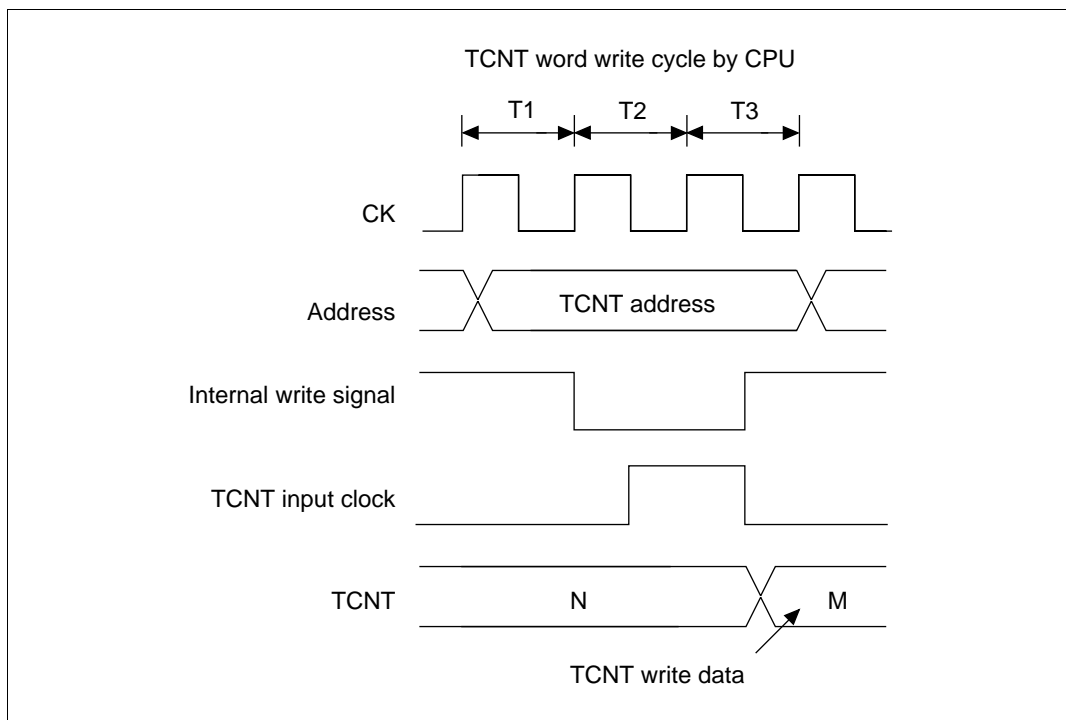 TCNT word write cycle by CPU
T1 T2 T3
CK
Address
TCNT address
Internal write signal
TCNT input clock
TCNT
N
M
TCNT write data